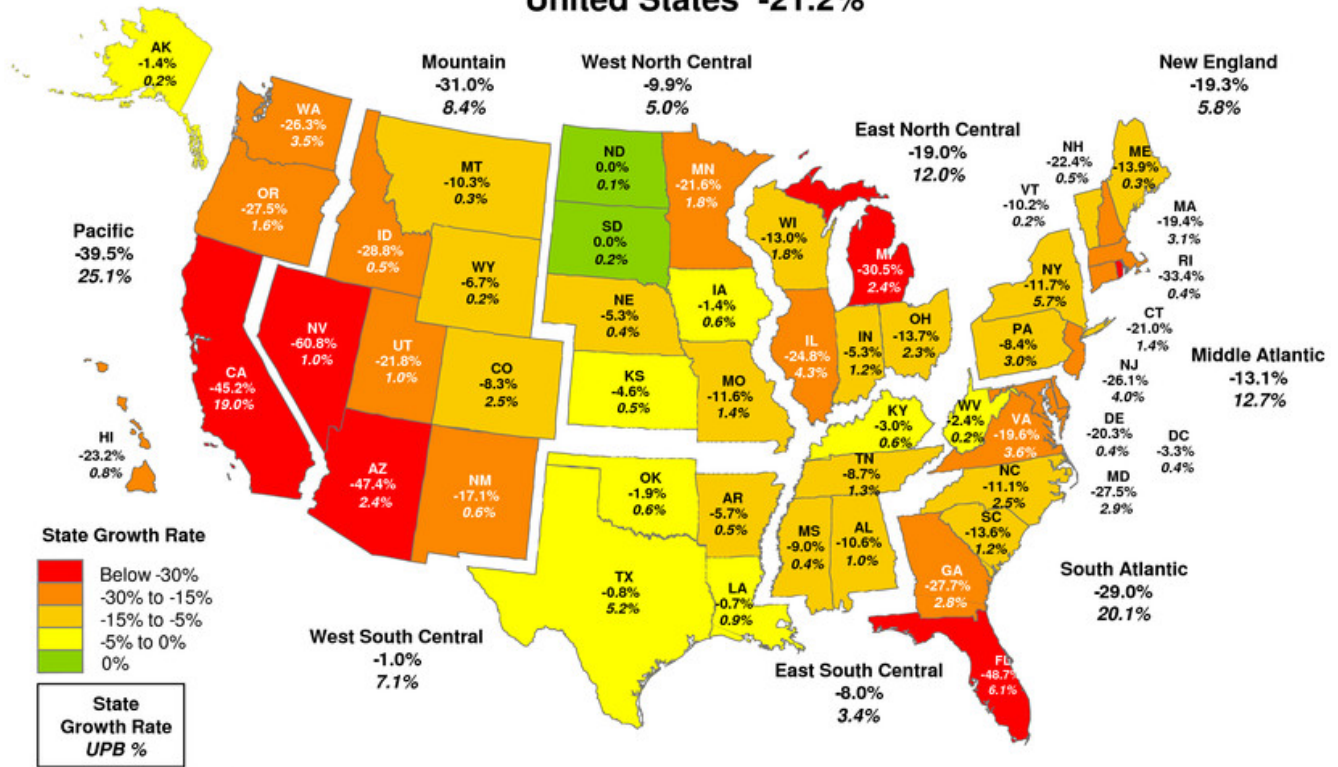 United States -21.2%
AK
-1.4%
0.2%
Mountain
-31.0%
8.4%
West North Central
-9.9%
5.0%
New England
-19.3%
5.8%
East North Central
-19.0%
12.0%
Pacific
-39.5%
25.1%
WA
-26.3%
3.5%
OR
-27.5%
1.6%
ID
-28.8%
0.5%
MT
-10.3%
0.3%
WY
-6.7%
0.2%
ND
0.0%
0.1%
SD
0.0%
0.2%
MN
-21.6%
1.8%
WI
-13.0%
1.8%
MI
-30.5%
2.4%
NH
-22.4%
0.5%
VT
-10.2%
0.2%
ME
-13.9%
0.3%
MA
-19.4%
3.1%
RI
-33.4%
0.4%
CT
-21.0%
1.4%
NY
-11.7%
5.7%
PA
-8.4%
3.0%
NJ
-26.1%
4.0%
Middle Atlantic
-13.1%
12.7%
DE
-20.3%
0.4%
DC
-3.3%
0.4%
MD
-27.5%
2.9%
CA
-45.2%
19.0%
NV
-60.8%
1.0%
UT
-21.8%
1.0%
CO
-8.3%
2.5%
NE
-5.3%
0.4%
IA
-1.4%
0.6%
KS
-4.6%
0.5%
MO
-11.6%
1.4%
IL
-24.8%
4.3%
IN
-5.3%
1.2%
OH
-13.7%
2.3%
KY
-3.0%
0.6%
WV
-2.4%
0.2%
VA
-19.6%
3.6%
HI
-23.2%
0.8%
AZ
-47.4%
2.4%
NM
-17.1%
0.6%
OK
-1.9%
0.6%
AR
-5.7%
0.5%
TN
-8.7%
1.3%
NC
-11.1%
2.5%
SC
-13.6%
1.2%
MS
-9.0%
0.4%
AL
-10.6%
1.0%
GA
-27.7%
2.8%
TX
-0.8%
5.2%
LA
-0.7%
0.9%
FL
-48.7%
6.1%
South Atlantic
-29.0%
20.1%
West South Central
-1.0%
7.1%
East South Central
-8.0%
3.4%
State Growth Rate
Below -30%
-30% to -15%
-15% to -5%
-5% to 0%
0%
State
Growth Rate
UPB %